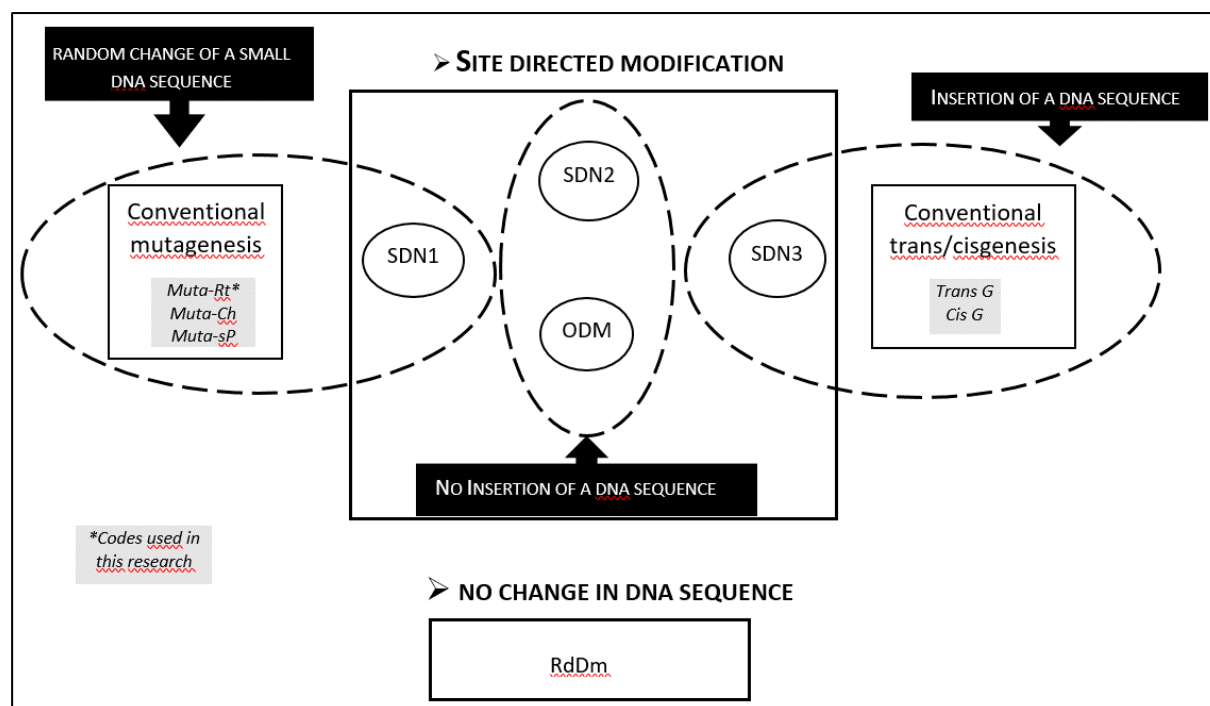 RANDOM CHANGE OF A SMALL
DNA SEQUENCE
➢ SITE DIRECTED MODIFICATION
INSERTION OF A DNA SEQUENCE
Conventional
mutagenesis
Muta-Rt*
Muta-Ch
Muta-sP
SDN1
SDN2
ODM
SDN3
Conventional
trans/cisgenesis
Trans G
Cis G
NO INSERTION OF A DNA SEQUENCE
*Codes used in
this research
➢ NO CHANGE IN DNA SEQUENCE
RdDm